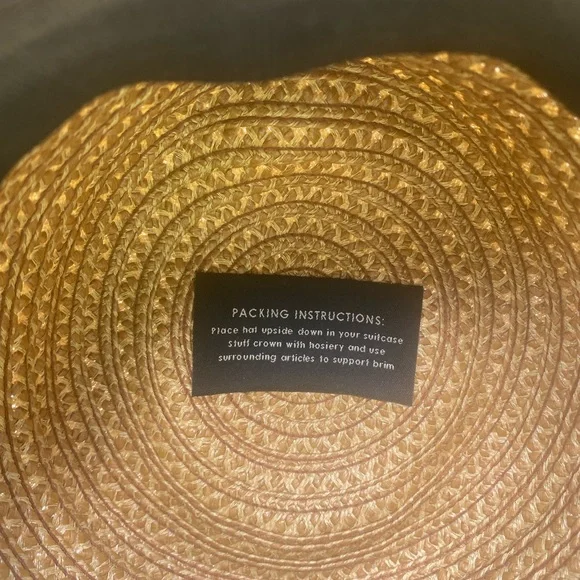 PACKING INSTRUCTIONS:
Place hat upside down in your suitcase
Stuff crown with hosiery and use
surrounding articles to support brim